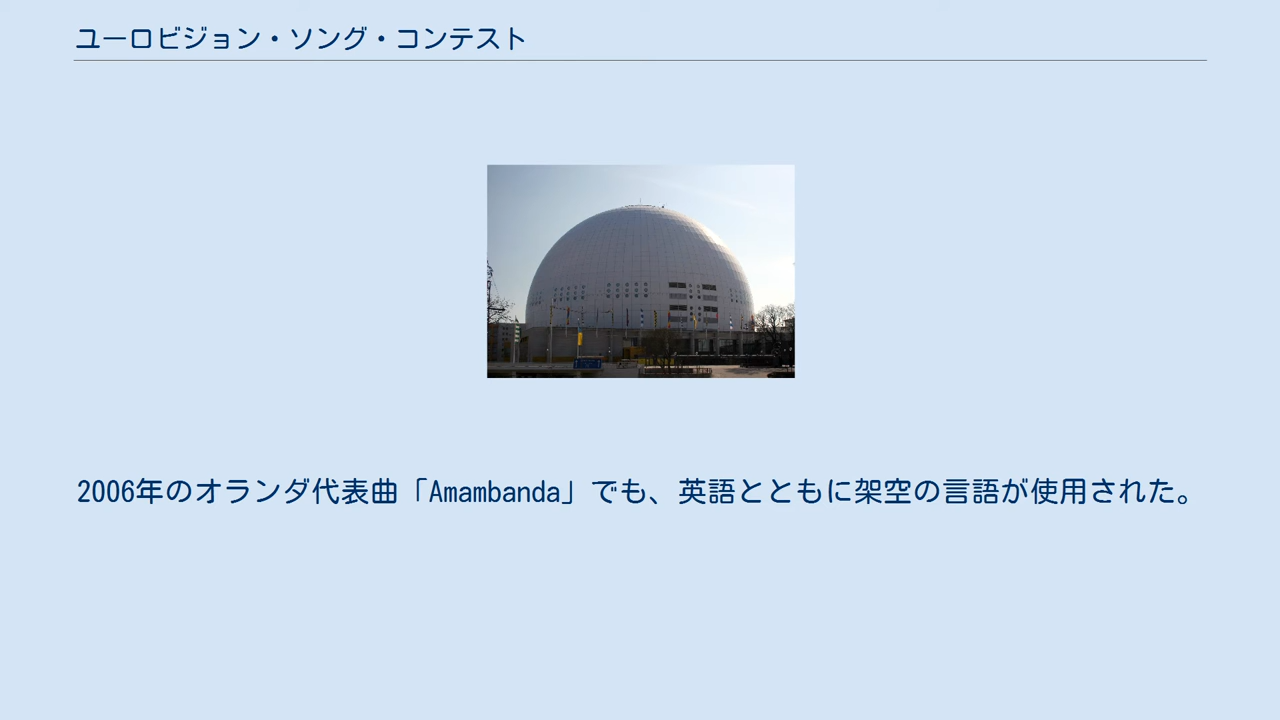 ユーロビジョン・ソング・コンテスト
2006年のオランダ代表曲「Amambanda」でも、英語とともに架空の言語が使用された。